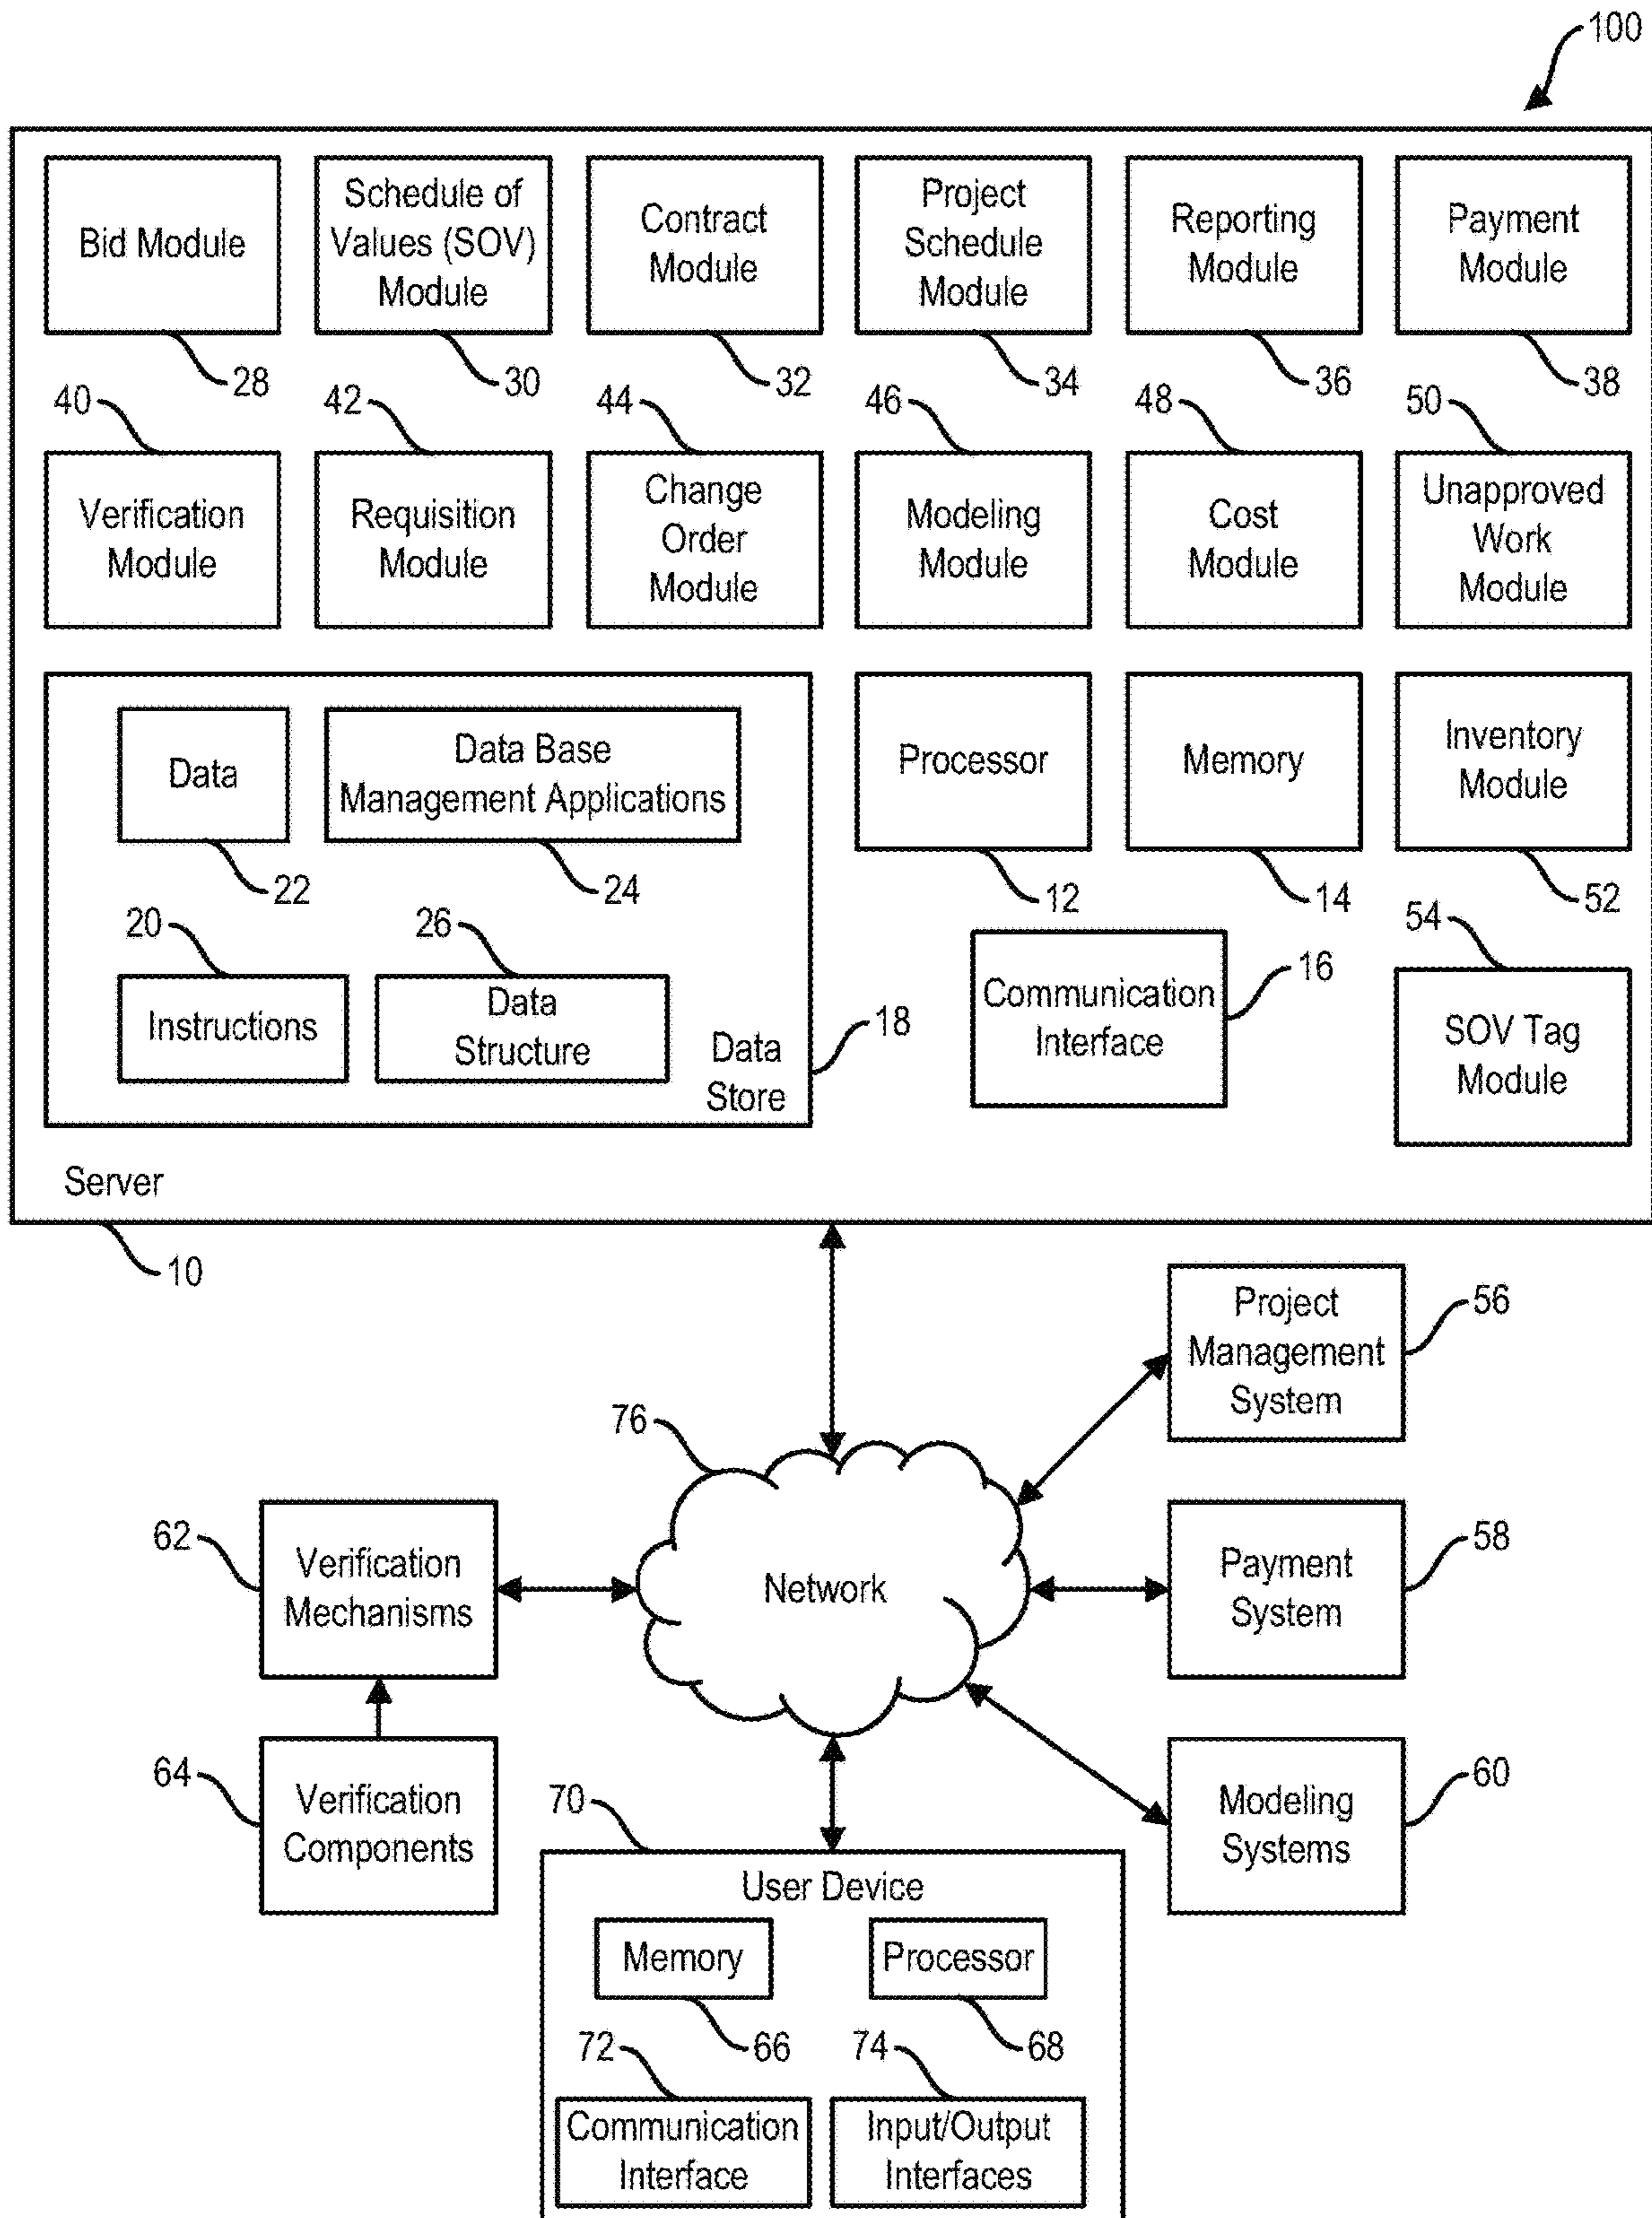 100
Bid Module
Schedule of
Values (SOV)
Module
Contract
Module
Project
Schedule
Module
Reporting
Module
Payment
Module
28
30
32
34
36
38
40
42
44
46
48
50
Verification
Module
Requisition
Module
Change
Order
Module
Modeling
Module
Cost
Module
Unapproved
Work
Module
Data
Data Base
Management Applications
Processor
Memory
Inventory
Module
22
24
12
14
52
20
26
54
Instructions
Data
Structure
Data
Store
18
Communication
Interface
16
SOV Tag
Module
Server
10
Project
Management
System
56
76
62
Verification
Mechanisms
Network
Payment
System
58
64
Verification
Components
70
Modeling
Systems
60
User Device
Memory
Processor
66
68
72
74
Communication
Interface
Input/Output
Interfaces